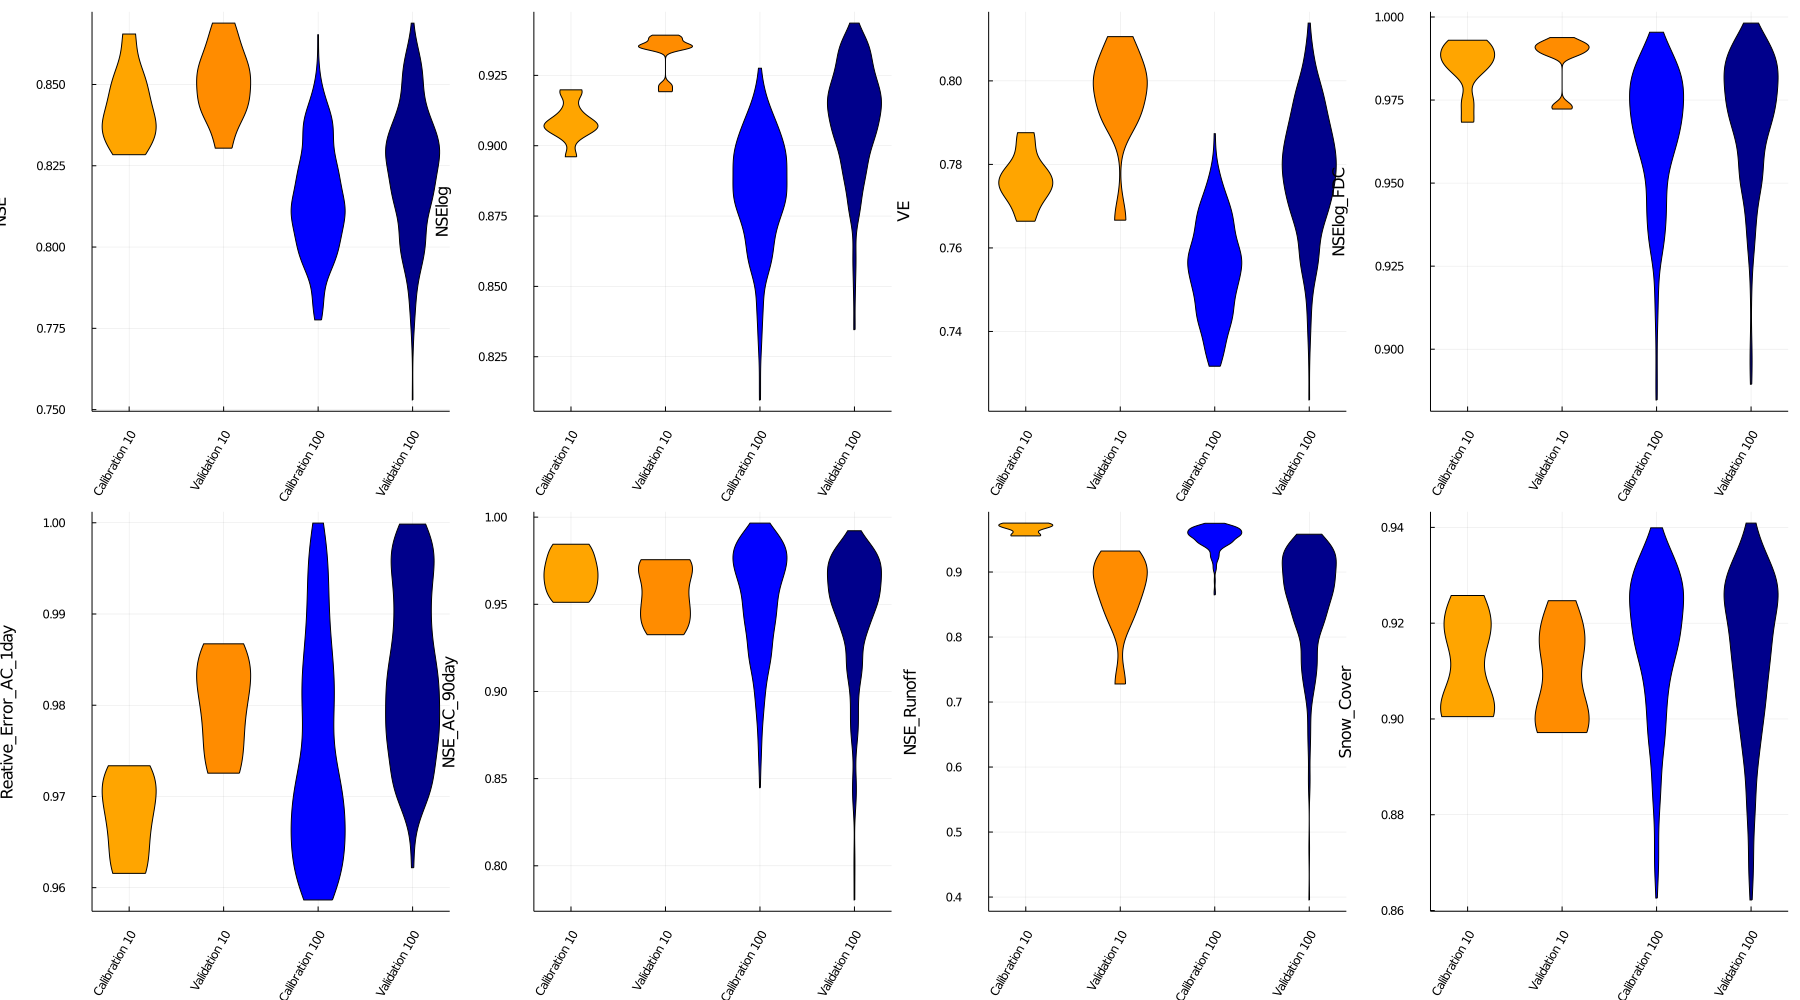 NSE
0.850
0.825
0.800
0.775
0.750
Calibration 10
Validation 10
Calibration 100
Validation 100
NSElog
0.925
0.900
0.875
0.850
0.825
Calibration 10
Validation 10
Calibration 100
Validation 100
VE
0.80
0.78
0.76
0.74
Calibration 10
Validation 10
Calibration 100
Validation 100
NSElog_FDC
1.000
0.975
0.950
0.925
0.900
Calibration 10
Validation 10
Calibration 100
Validation 100
Reative_Error_AC_1day
1.00
0.99
0.98
0.97
0.96
Calibration 10
Validation 10
Calibration 100
Validation 100
NSE_AC_90day
1.00
0.95
0.90
0.85
0.80
Calibration 10
Validation 10
Calibration 100
Validation 100
NSE_Runoff
0.9
0.8
0.7
0.6
0.5
0.4
Calibration 10
Validation 10
Calibration 100
Validation 100
Snow_Cover
0.94
0.92
0.90
0.88
0.86
Calibration 10
Validation 10
Calibration 100
Validation 100